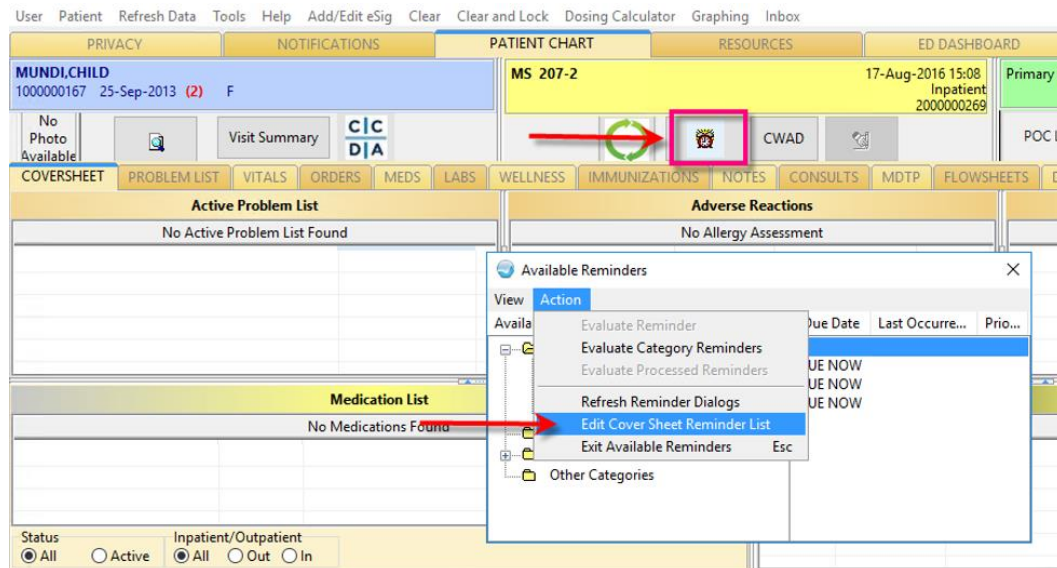 User Patient Refresh Data Tools Help Add/Edit eSig Clear Clear and Lock Dosing Calculator Graphing Inbox
PRIVACY NOTIFICATIONS PATIENT CHART RESOURCES ED DASHBOARD
MUNDI,CHILD MS 207-2 17-Aug-2016 15:08 Primary
1000000167 25-Sep-2013 (2) F Inpatient
2000000269
No
Photo
Available
Visit Summary C|C
D|A CWAD POC
COVERSHEET PROBLEM LIST VITALS ORDERS MEDS LABS WELLNESS IMMUNIZATIONS NOTES CONSULTS MDTP FLOWSHEETS
Active Problem List Adverse Reactions
No Active Problem List Found No Allergy Assessment
Available Reminders
View Action
Availa Due Date Last Occurre... Prio...
Evaluate Reminder
Evaluate Category Reminders
UE NOW
Evaluate Processed Reminders
UE NOW
Refresh Reminder Dialogs UE NOW
Edit Cover Sheet Reminder List
Exit Available Reminders Esc
Other Categories
Medication List
No Medications Found
Status Inpatient/Outpatient
All Active All Out In